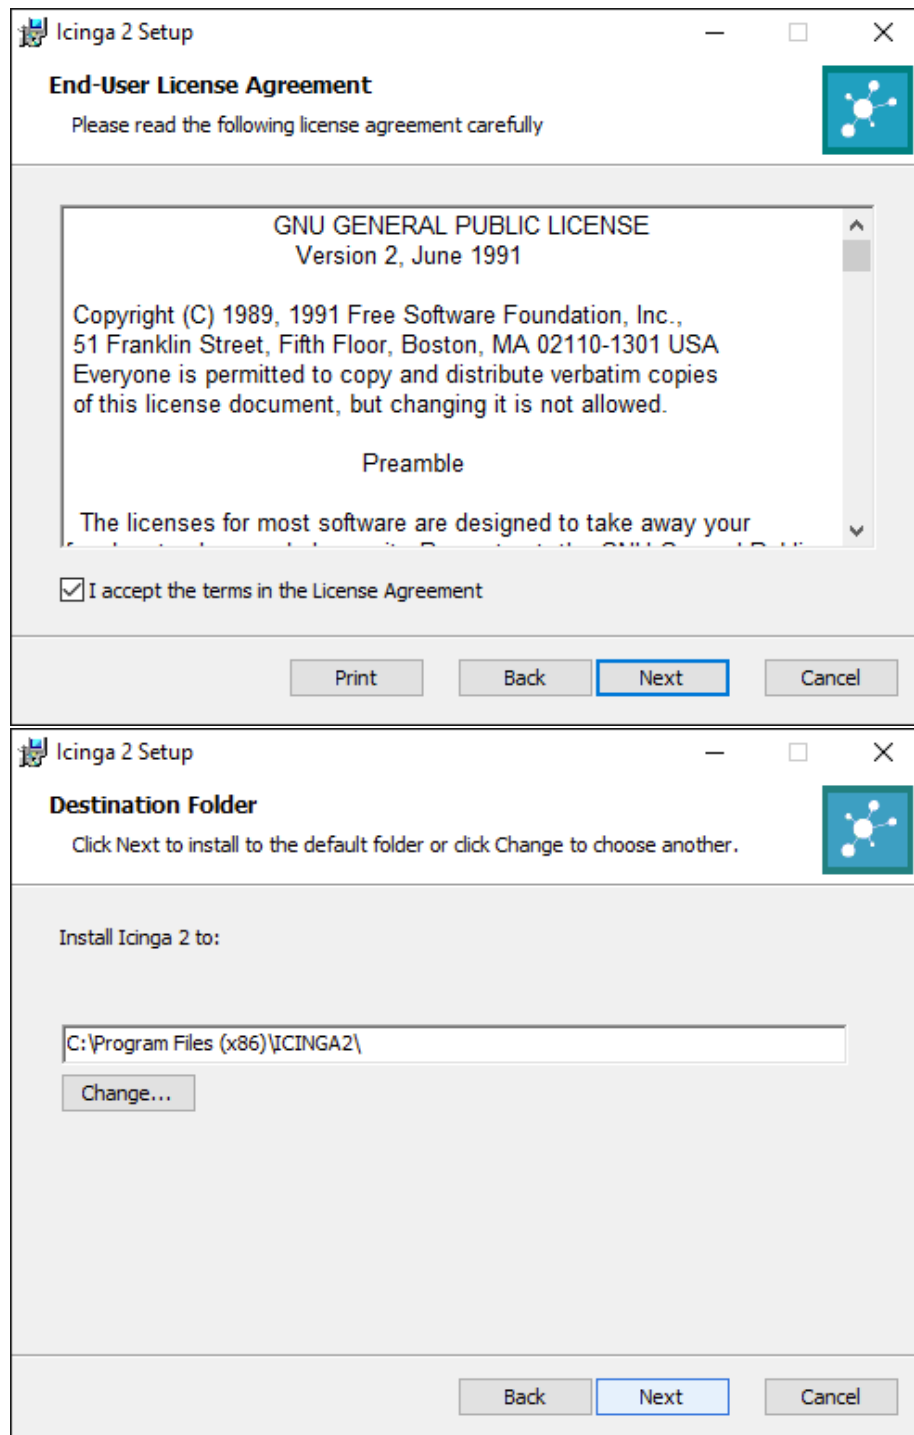 Icinga 2 Setup
End-User License Agreement
Please read the following license agreement carefully
GNU GENERAL PUBLIC LICENSE
Version 2, June 1991
Copyright (C) 1989, 1991 Free Software Foundation, Inc.,
51 Franklin Street, Fifth Floor, Boston, MA 02110-1301 USA
Everyone is permitted to copy and distribute verbatim copies
of this license document, but changing it is not allowed.
Preamble
The licenses for most software are designed to take away your
I accept the terms in the License Agreement
Print Back Next Cancel
Icinga 2 Setup
Destination Folder
Click Next to install to the default folder or click Change to choose another.
Install Icinga 2 to:
C:\Program Files (x86)\ICINGA2\
Change...
Back Next Cancel